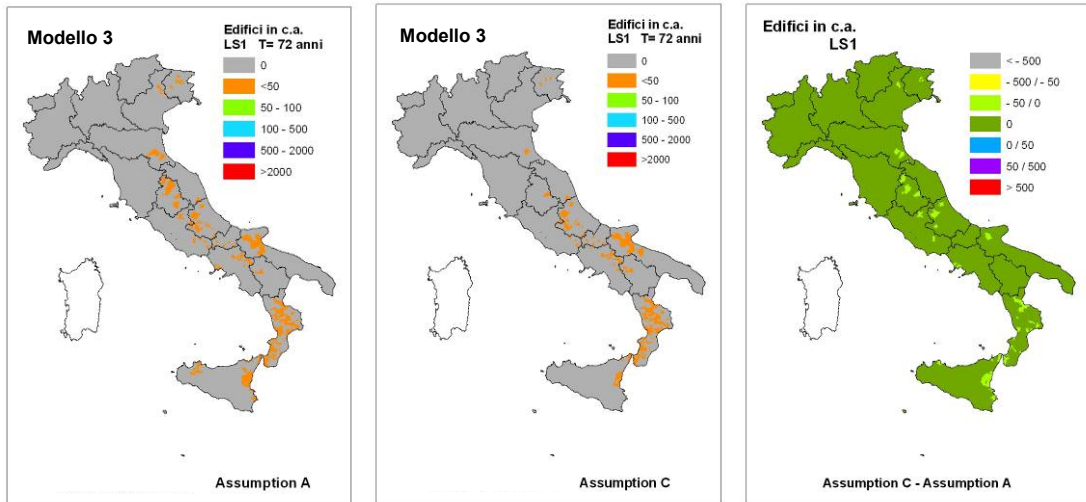 Modello 3
Edifici in c.a.
LS1 T= 72 anni
0
<50
50 - 100
100 - 500
500 - 2000
>2000
Assumption A
Modello 3
Edifici in c.a.
LS1 T= 72 anni
0
<50
50 - 100
100 - 500
500 - 2000
>2000
Assumption C
Edifici in c.a.
LS1
< - 500
- 500 / - 50
- 50 / 0
0
0 / 50
50 / 500
> 500
Assumption C - Assumption A